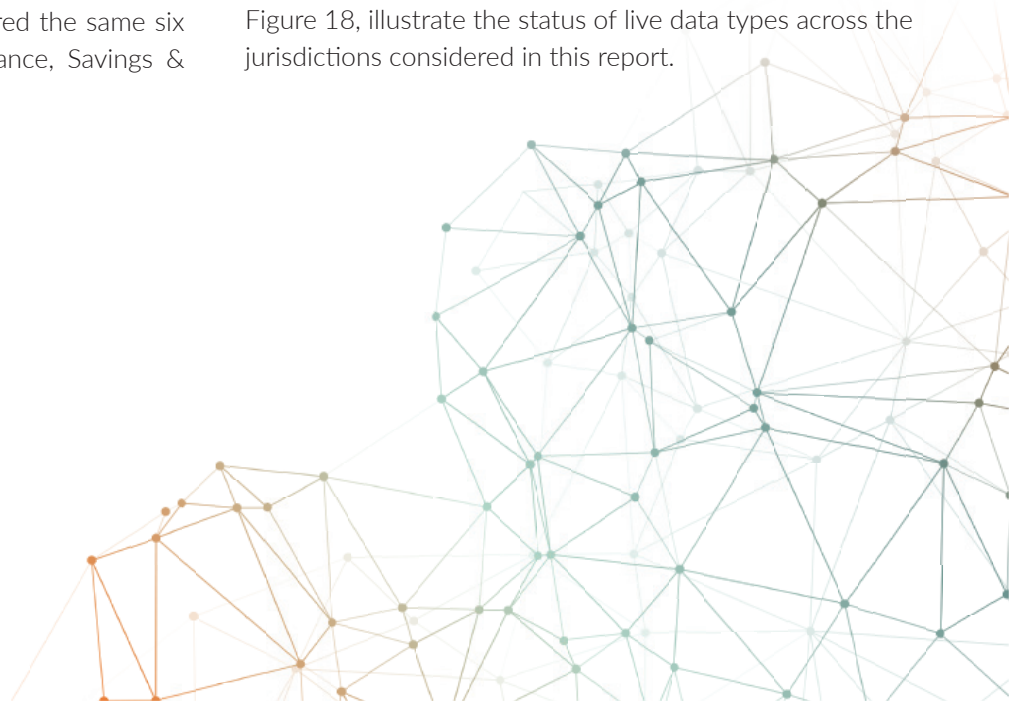 red the same six
ance, Savings &
Figure 18, illustrate the status of live data types across the
jurisdictions considered in this report.